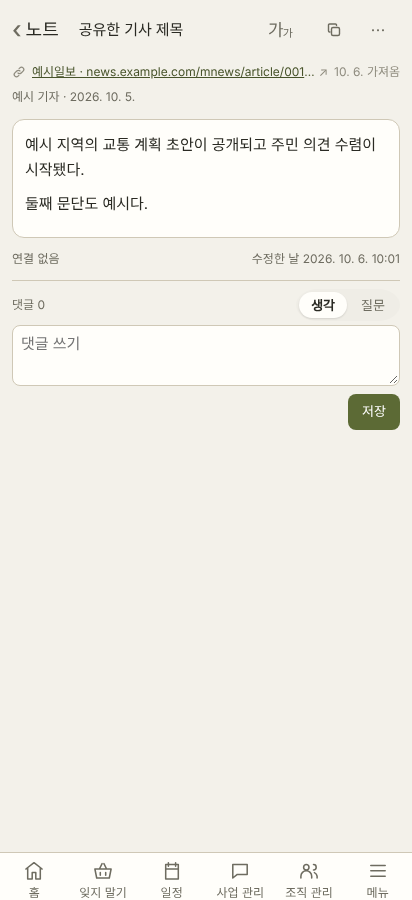 노트 공유한 기사 제목 가가
예시일보 · news.example.com/mnews/article/001... 10. 6. 가져옴
예시 기자 · 2026. 10. 5.
예시 지역의 교통 계획 초안이 공개되고 주민 의견 수렴이
시작됐다.
둘째 문단도 예시다.
연결 없음 수정한 날 2026. 10. 6. 10:01
댓글 0 생각 질문
댓글 쓰기
저장
홈 잊지 말기 일정 사업 관리 조직 관리 메뉴